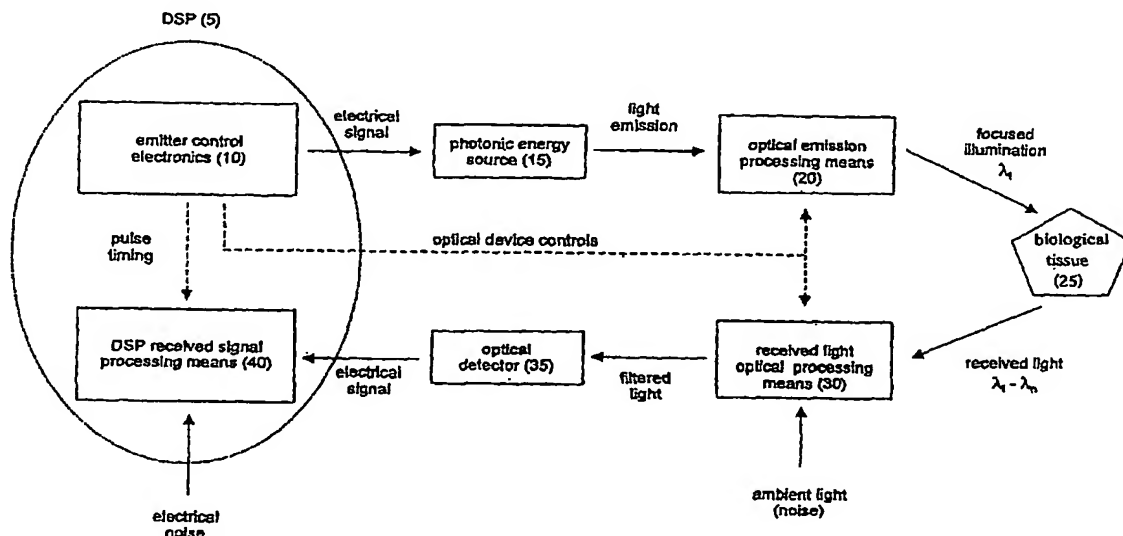 DSP (5)
emitter control
electronics (10)
electrical
signal
photonic energy
source (15)
light
emission
optical emission
processing means
(20)
focused
illumination
λ₁
biological
tissue
(25)
pulse
timing
optical device controls
DSP received signal
processing means (40)
electrical
signal
optical
detector (35)
filtered
light
received light
optical processing
means (30)
received light
λ₁ - λₙ
electrical
noise
ambient light
(noise)